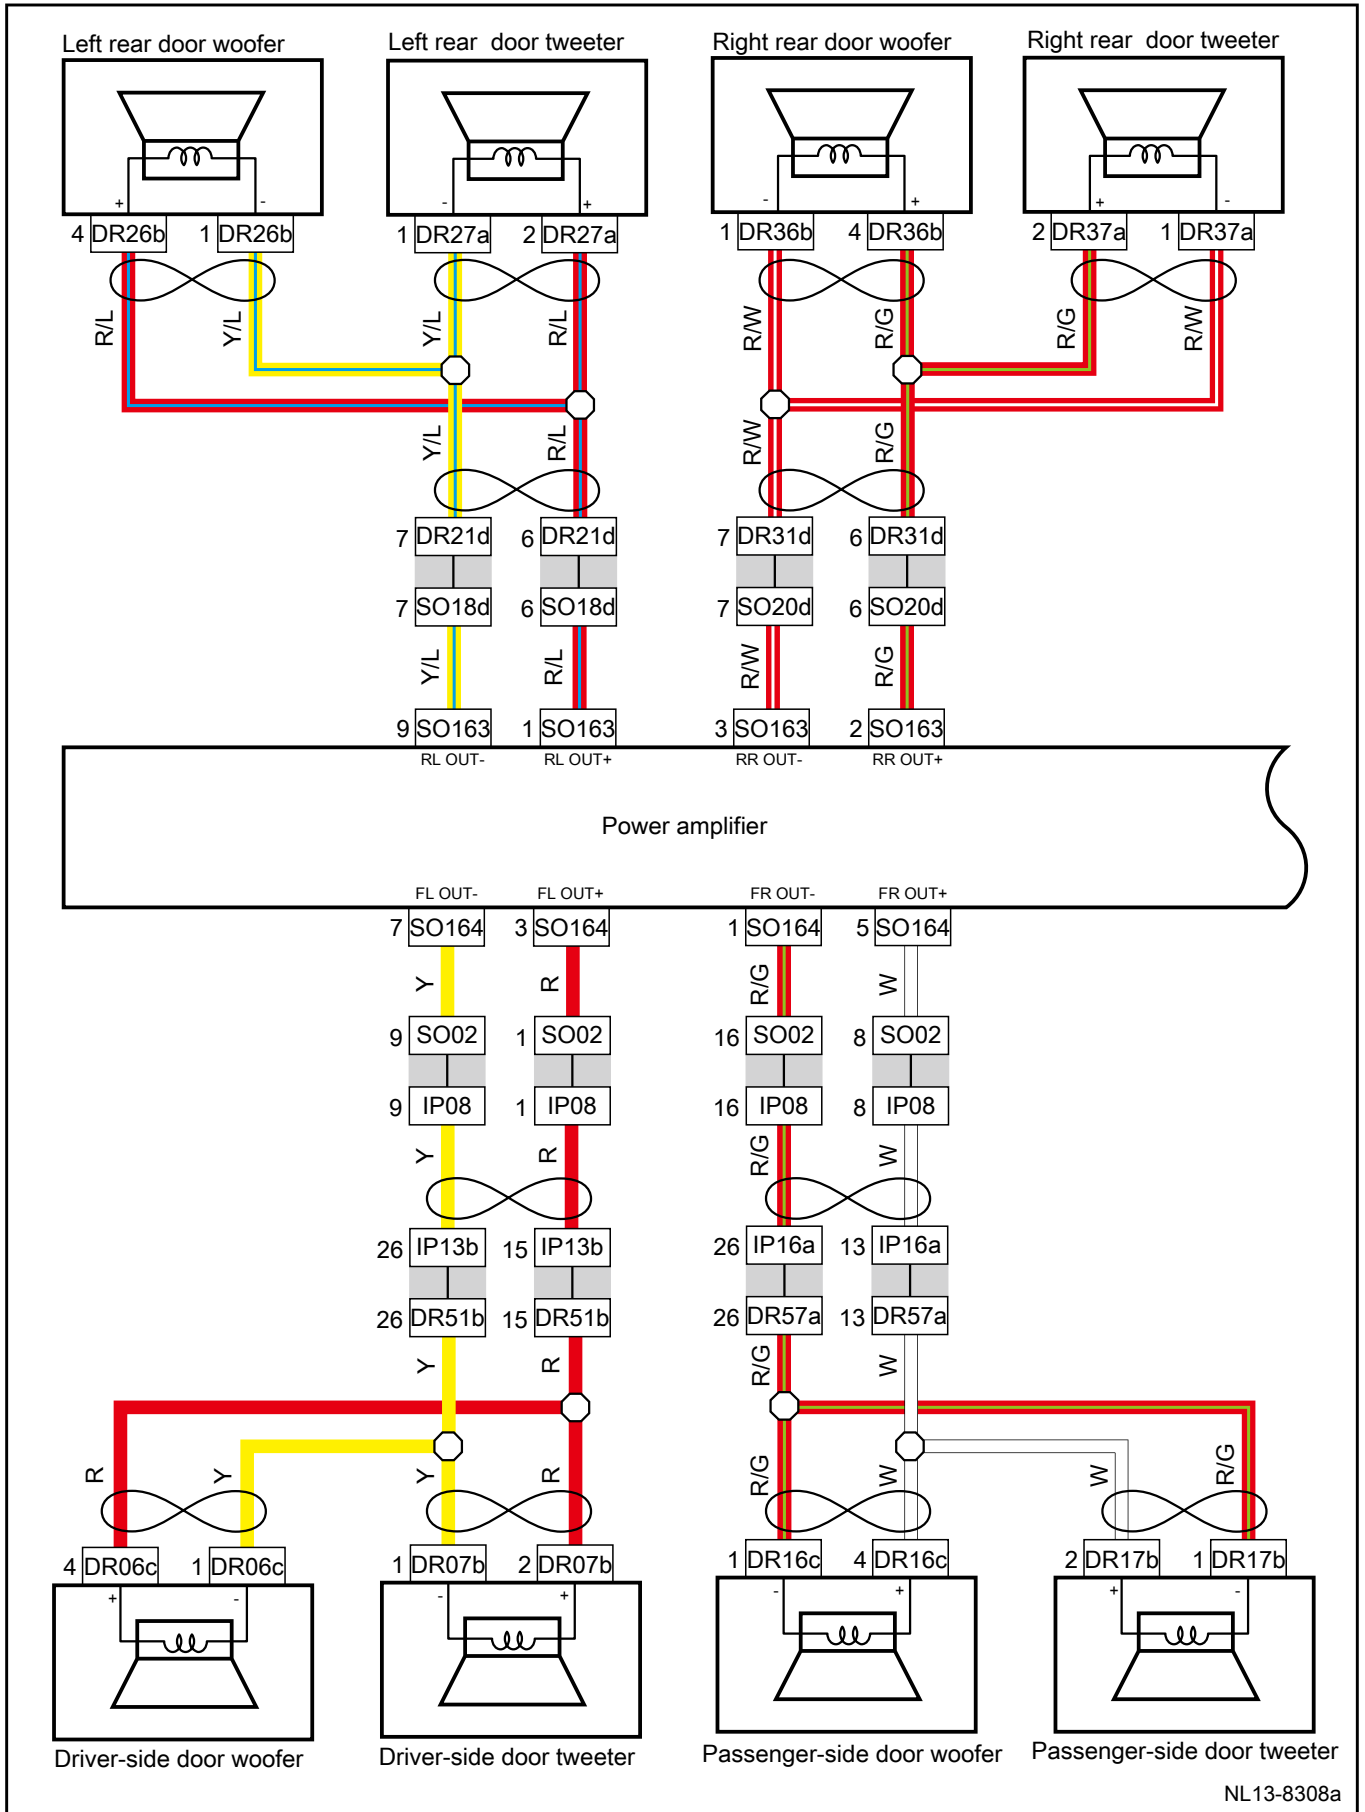 Left rear door woofer
Left rear door tweeter
Right rear door woofer
Right rear door tweeter
+ -
- +
- +
+ -
4 DR26b 1 DR26b
1 DR27a 2 DR27a
1 DR36b 4 DR36b
2 DR37a 1 DR37a
R/L Y/L Y/L R/L R/W R/G R/G R/W
Y/L R/L R/W R/G
7 DR21d 6 DR21d 7 DR31d 6 DR31d
7 SO18d 6 SO18d 7 SO20d 6 SO20d
Y/L R/L R/W R/G
9 SO163 1 SO163 3 SO163 2 SO163
RL OUT- RL OUT+ RR OUT- RR OUT+
Power amplifier
FL OUT- FL OUT+ FR OUT- FR OUT+
7 SO164 3 SO164 1 SO164 5 SO164
Y R R/G W
9 SO02 1 SO02 16 SO02 8 SO02
9 IP08 1 IP08 16 IP08 8 IP08
Y R R/G W
26 IP13b 15 IP13b 26 IP16a 13 IP16a
26 DR51b 15 DR51b 26 DR57a 13 DR57a
Y R R/G W
R Y Y R R/G W W R/G
4 DR06c 1 DR06c 1 DR07b 2 DR07b 1 DR16c 4 DR16c 2 DR17b 1 DR17b
+ -
- +
- +
+ -
Driver-side door woofer
Driver-side door tweeter
Passenger-side door woofer
Passenger-side door tweeter
NL13-8308a